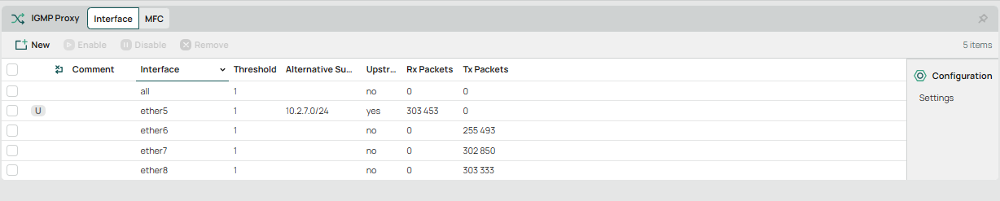 IGMP Proxy Interface MFC
New Enable Disable Remove 5 items
Comment Interface Threshold Alternative Su... Upstr... Rx Packets Tx Packets
all 1 no 0 0
U ether5 1 10.2.7.0/24 yes 303 453 0
ether6 1 no 0 255 493
ether7 1 no 0 302 850
ether8 1 no 0 303 333
Configuration
Settings